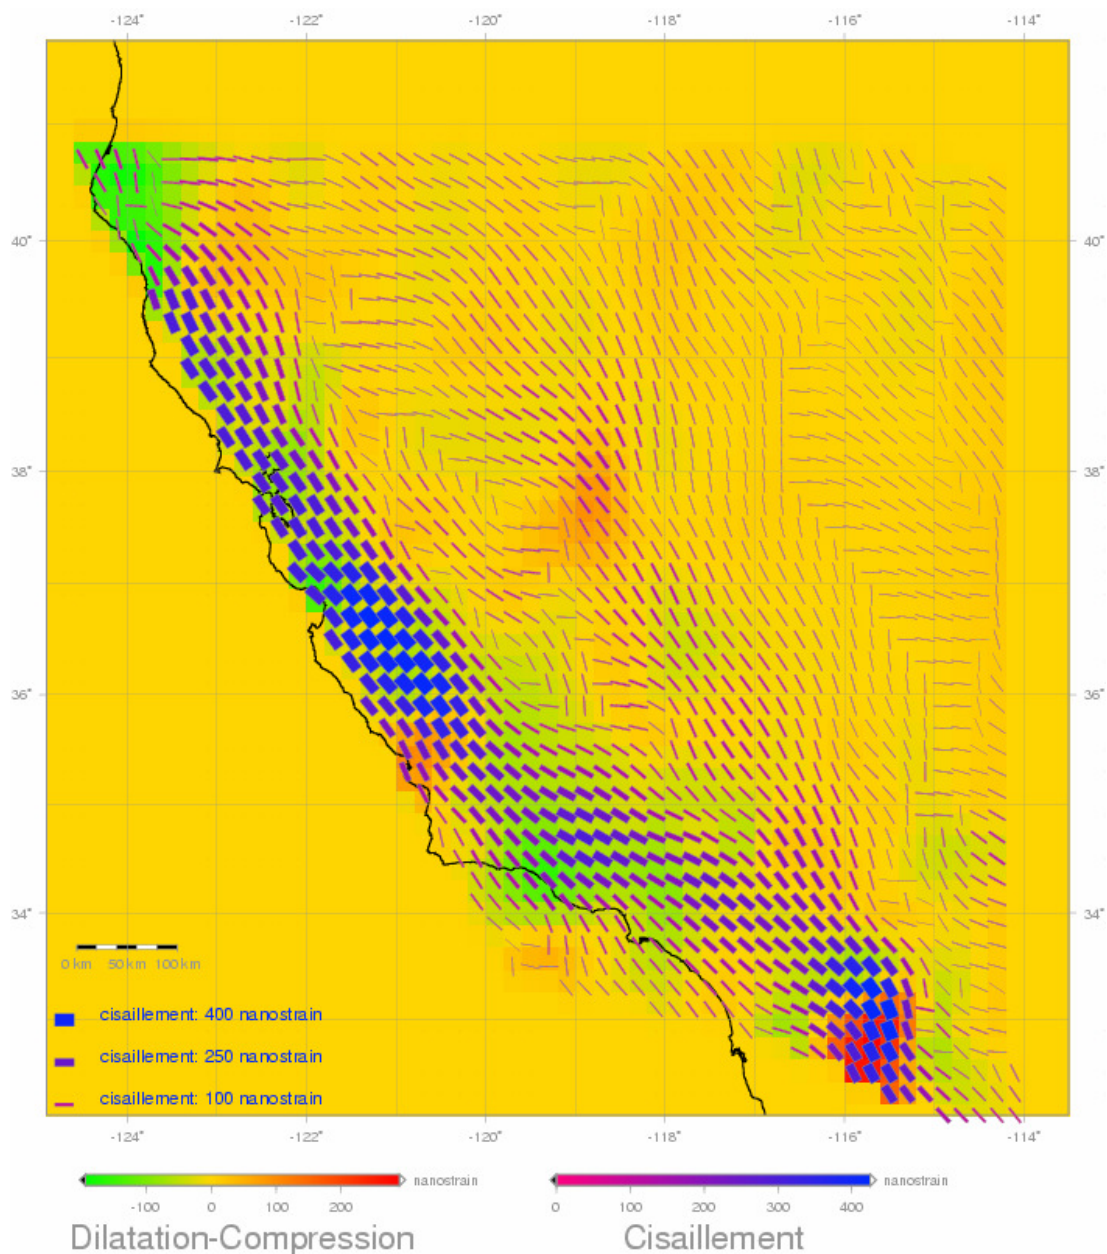 -124° -122° -120° -118° -116° -114°
40° 40°
38° 38°
36° 36°
34° 34°
0 km 50 km 100 km
cisaillement: 400 nanostrain
cisaillement: 250 nanostrain
cisaillement: 100 nanostrain
-124° -122° -120° -118° -116° -114°
nanostrain nanostrain
-100 0 100 200 0 100 200 300 400
Dilatation-Compression Cisaillement